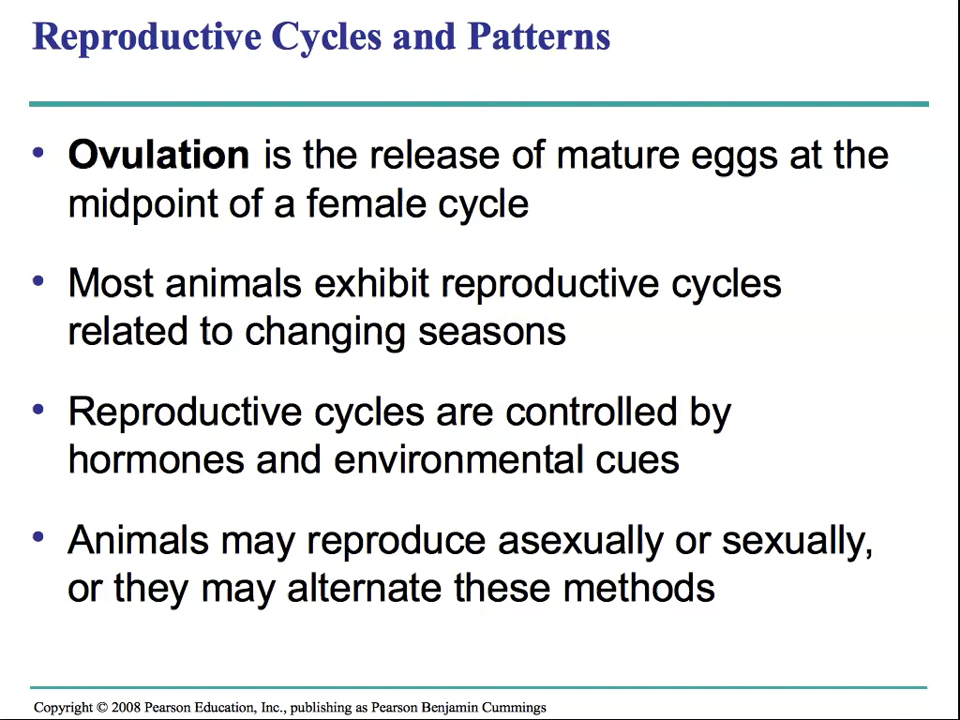 Reproductive Cycles and Patterns
• Ovulation is the release of mature eggs at the
midpoint of a female cycle
• Most animals exhibit reproductive cycles
related to changing seasons
• Reproductive cycles are controlled by
hormones and environmental cues
• Animals may reproduce asexually or sexually,
or they may alternate these methods
Copyright © 2008 Pearson Education, Inc., publishing as Pearson Benjamin Cummings